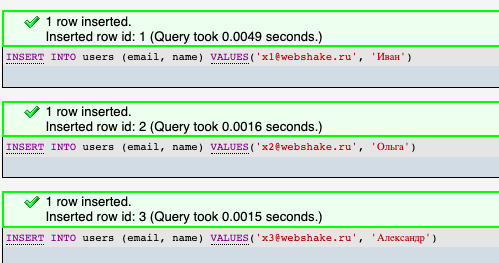 1 row inserted.
Inserted row id: 1 (Query took 0.0049 seconds.)
INSERT INTO users (email, name) VALUES('x1@webshake.ru', 'Иван')
1 row inserted.
Inserted row id: 2 (Query took 0.0016 seconds.)
INSERT INTO users (email, name) VALUES('x2@webshake.ru', 'Ольга')
1 row inserted.
Inserted row id: 3 (Query took 0.0015 seconds.)
INSERT INTO users (email, name) VALUES('x3@webshake.ru', 'Александр')